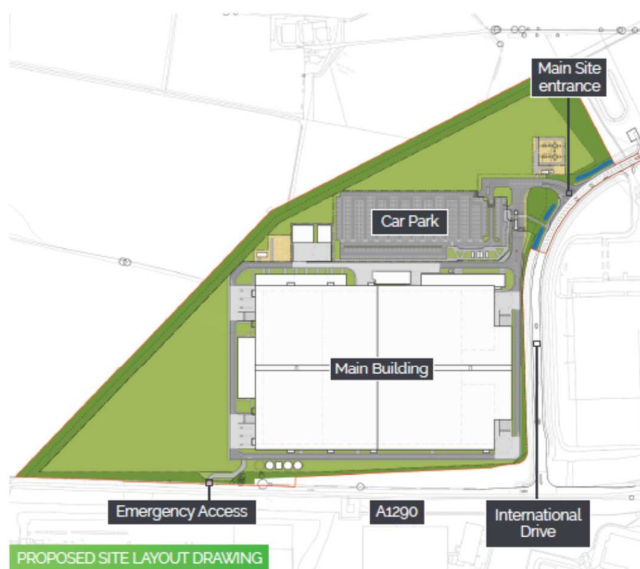 Main Site
entrance
Car Park
Main Building
Emergency Access
A1290
International
Drive
PROPOSED SITE LAYOUT DRAWING